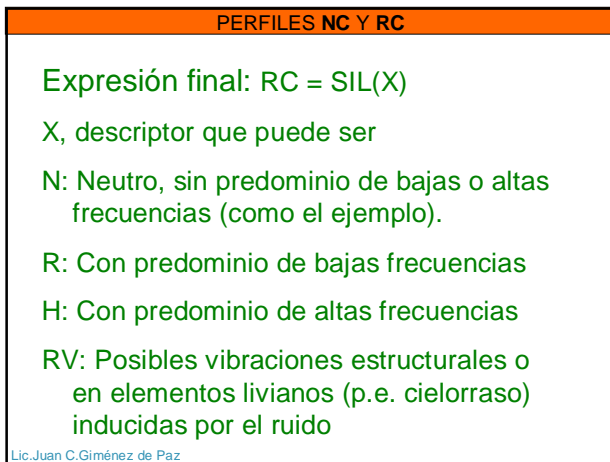 PERFILES NC Y RC
Expresión final: RC = SIL(X)
X, descriptor que puede ser
N: Neutro, sin predominio de bajas o altas
frecuencias (como el ejemplo).
R: Con predominio de bajas frecuencias
H: Con predominio de altas frecuencias
RV: Posibles vibraciones estructurales o
en elementos livianos (p.e. cielorraso)
inducidas por el ruido
Lic.Juan C.Giménez de Paz